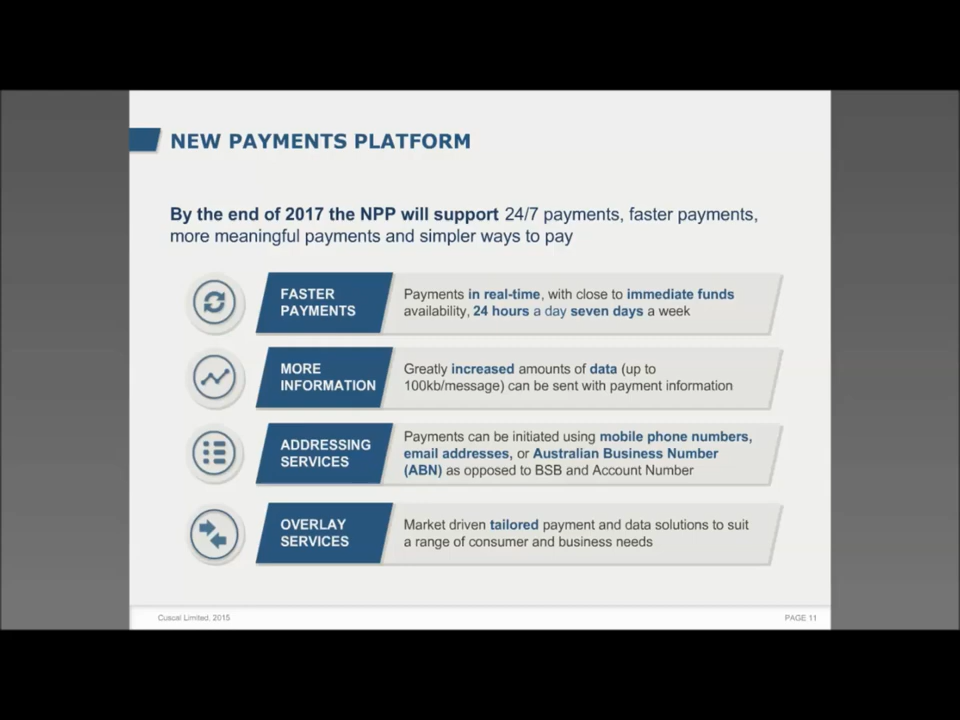 NEW PAYMENTS PLATFORM
By the end of 2017 the NPP will support 24/7 payments, faster payments,
more meaningful payments and simpler ways to pay
FASTER
PAYMENTS
Payments in real-time, with close to immediate funds
availability, 24 hours a day seven days a week
MORE
INFORMATION
Greatly increased amounts of data (up to
100kb/message) can be sent with payment information
ADDRESSING
SERVICES
Payments can be initiated using mobile phone numbers,
email addresses, or Australian Business Number
(ABN) as opposed to BSB and Account Number
OVERLAY
SERVICES
Market driven tailored payment and data solutions to suit
a range of consumer and business needs
Cuscal Limited, 2015
PAGE 11